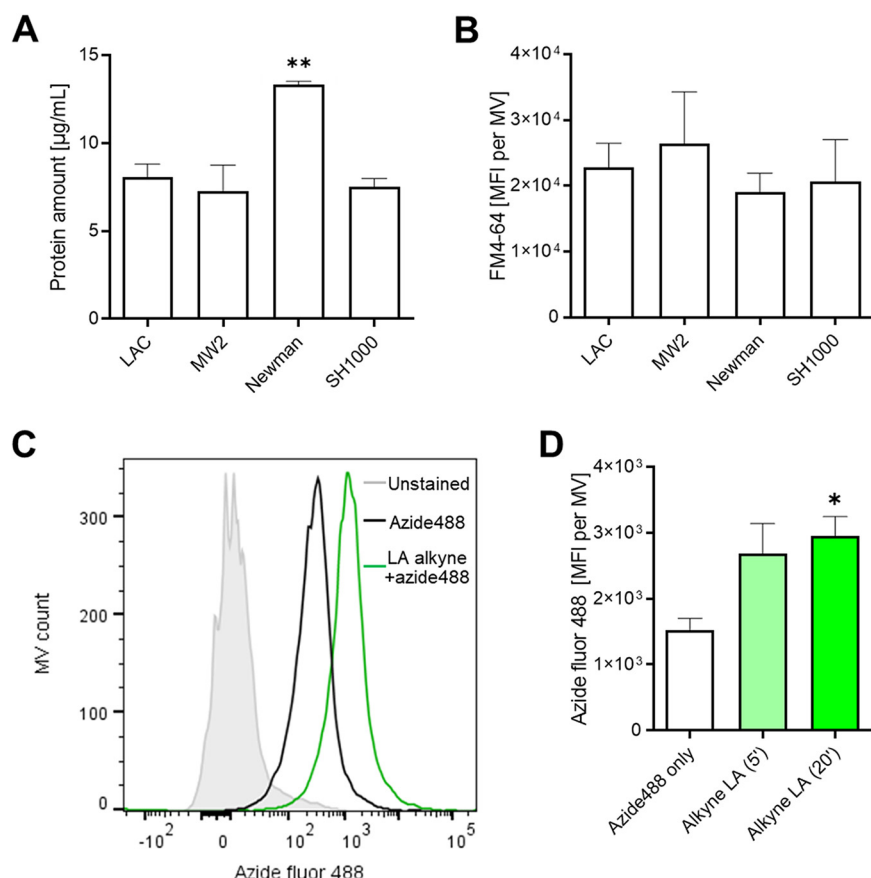 A
Protein amount [µg/mL]
15
10
5
0
**
LAC
MW2
Newman
SH1000
B
FM4-64 [MFI per MV]
4×10⁴
3×10⁴
2×10⁴
1×10⁴
0
LAC
MW2
Newman
SH1000
C
MV count
300
200
100
0
Unstained
Azide488
LA alkyne
+azide488
-10² 0 10² 10³ 10⁵
Azide fluor 488
D
Azide fluor 488 [MFI per MV]
4×10³
3×10³
2×10³
1×10³
0
*
Azide488 only
Alkyne LA (5')
Alkyne LA (20')